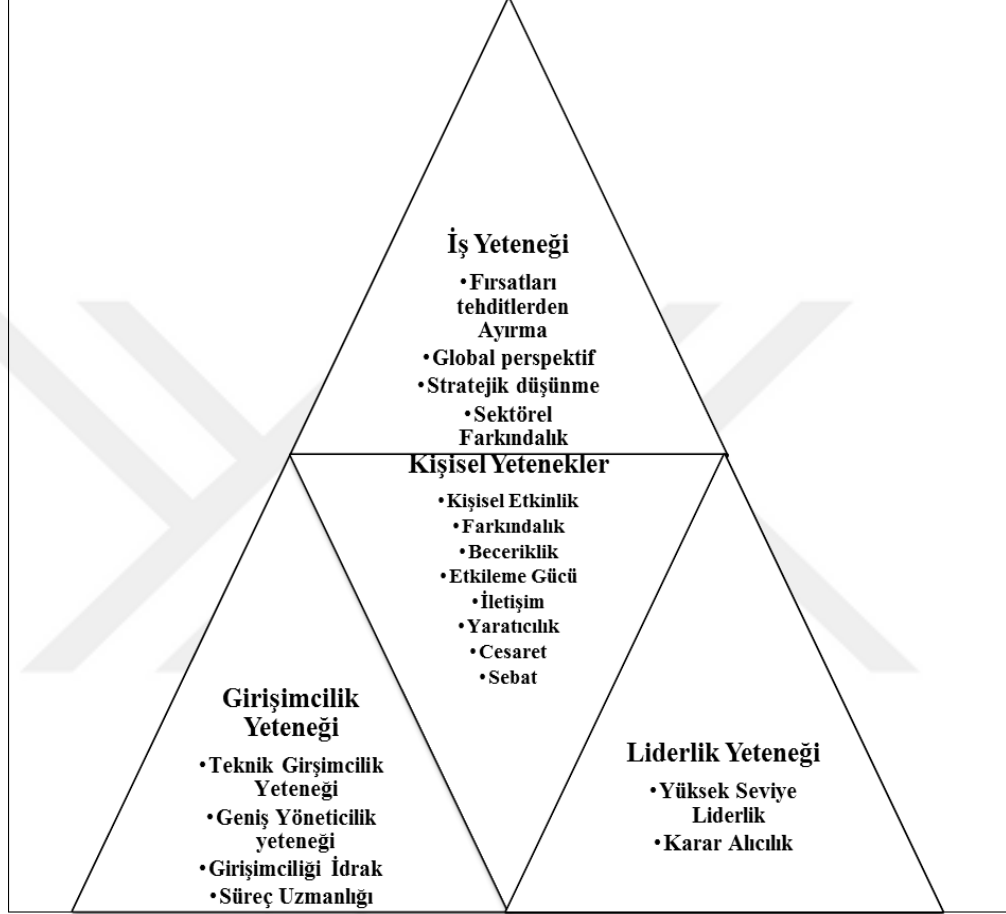 İş Yeteneği
•Fırsatları
tehditlerden
Ayırma
•Global perspektif
•Stratejik düşünme
•Sektörel
Farkındalık
Kişisel Yetenekler
•Kişisel Etkinlik
•Farkındalık
•Beceriklik
•Etkileme Gücü
•İletişim
•Yaratıcılık
•Cesaret
•Sebat
Girişimcilik
Yeteneği
•Teknik Girşimcilik
Yeteneği
•Geniş Yöneticilik
yeteneği
•Girişimciliği İdrak
•Süreç Uzmanlığı
Liderlik Yeteneği
•Yüksek Seviye
Liderlik
•Karar Alıcılık